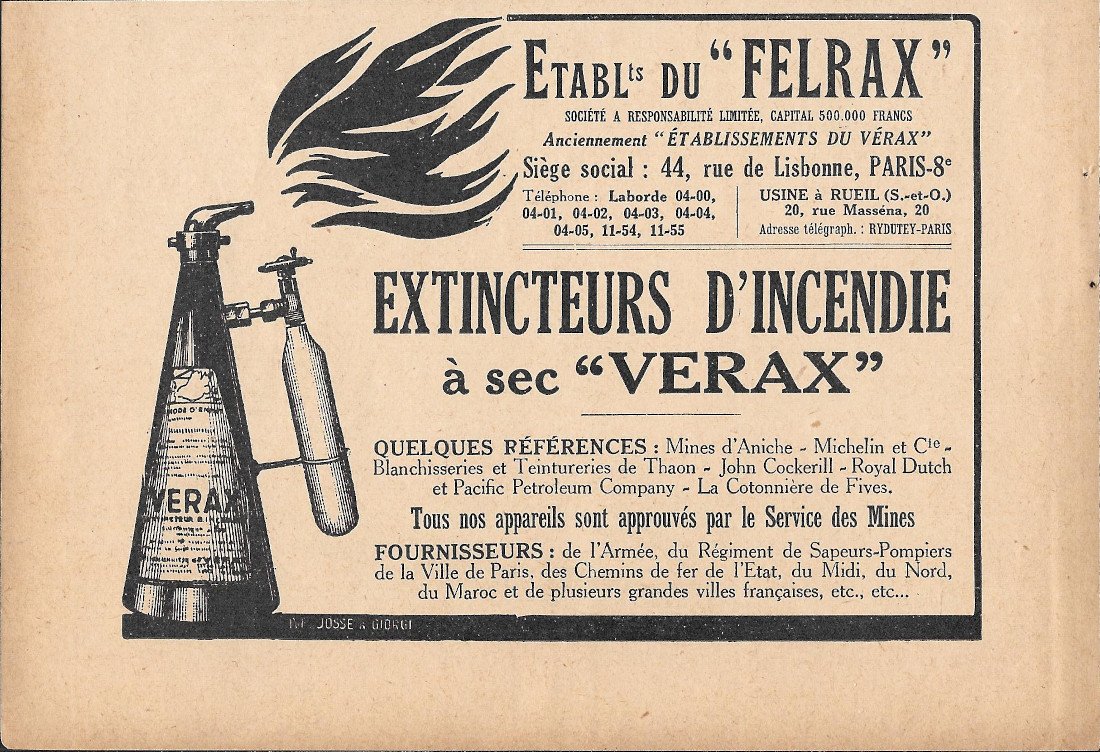 ETABLts DU "FELRAX"
SOCIÉTÉ A RESPONSABILITÉ LIMITÉE, CAPITAL 500.000 FRANCS
Anciennement "ÉTABLISSEMENTS DU VÉRAX"
Siège social : 44, rue de Lisbonne, PARIS-8e
Téléphone : Laborde 04-00,
04-01, 04-02, 04-03, 04-04,
04-05, 11-54, 11-55
USINE à RUEIL (S.-et-O.)
20, rue Masséna, 20
Adresse télégraph. : RYDUTEY-PARIS
EXTINCTEURS D'INCENDIE
à sec "VERAX"
QUELQUES RÉFÉRENCES : Mines d'Aniche - Michelin et Cie -
Blanchisseries et Teintureries de Thaon - John Cockerill - Royal Dutch
et Pacific Petroleum Company - La Cotonnière de Fives.
Tous nos appareils sont approuvés par le Service des Mines
FOURNISSEURS : de l'Armée, du Régiment de Sapeurs-Pompiers
de la Ville de Paris, des Chemins de fer de l'Etat, du Midi, du Nord,
du Maroc et de plusieurs grandes villes françaises, etc., etc...
MODE D'EM
VERAX
JOSSE & GIORGI